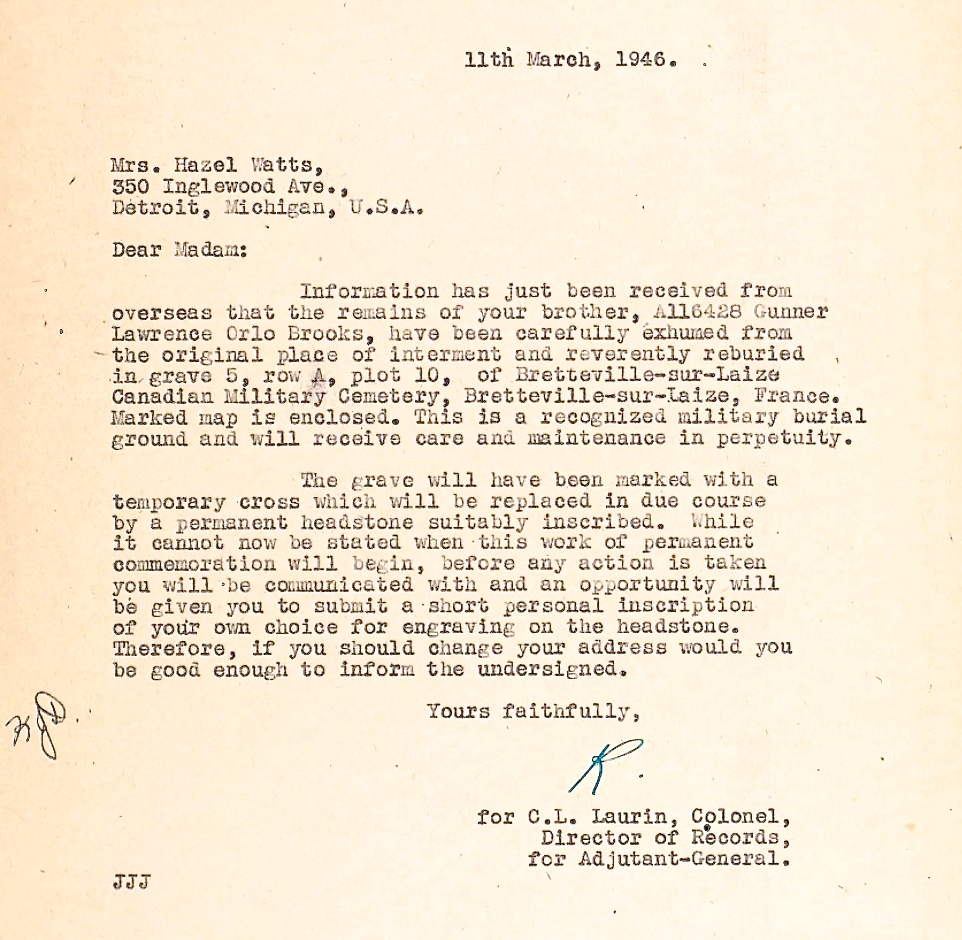 11th March, 1946.
Mrs. Hazel Watts,
350 Inglewood Ave.,
Detroit, Michigan, U.S.A.
Dear Madam:
Information has just been received from
overseas that the remains of your brother, A116428 Gunner
Lawrence Orlo Brooks, have been carefully exhumed from
the original place of interment and reverently reburied
in grave 5, row A, plot 10, of Bretteville-sur-Laize
Canadian Military Cemetery, Bretteville-sur-Laize, France.
Marked map is enclosed. This is a recognized military burial
ground and will receive care and maintenance in perpetuity.
The grave will have been marked with a
temporary cross which will be replaced in due course
by a permanent headstone suitably inscribed. While
it cannot now be stated when this work of permanent
commemoration will begin, before any action is taken
you will be communicated with and an opportunity will
be given you to submit a short personal inscription
of your own choice for engraving on the headstone.
Therefore, if you should change your address would you
be good enough to inform the undersigned.
Yours faithfully,
R.
for C.L. Laurin, Colonel,
Director of Records,
for Adjutant-General.
JJJ